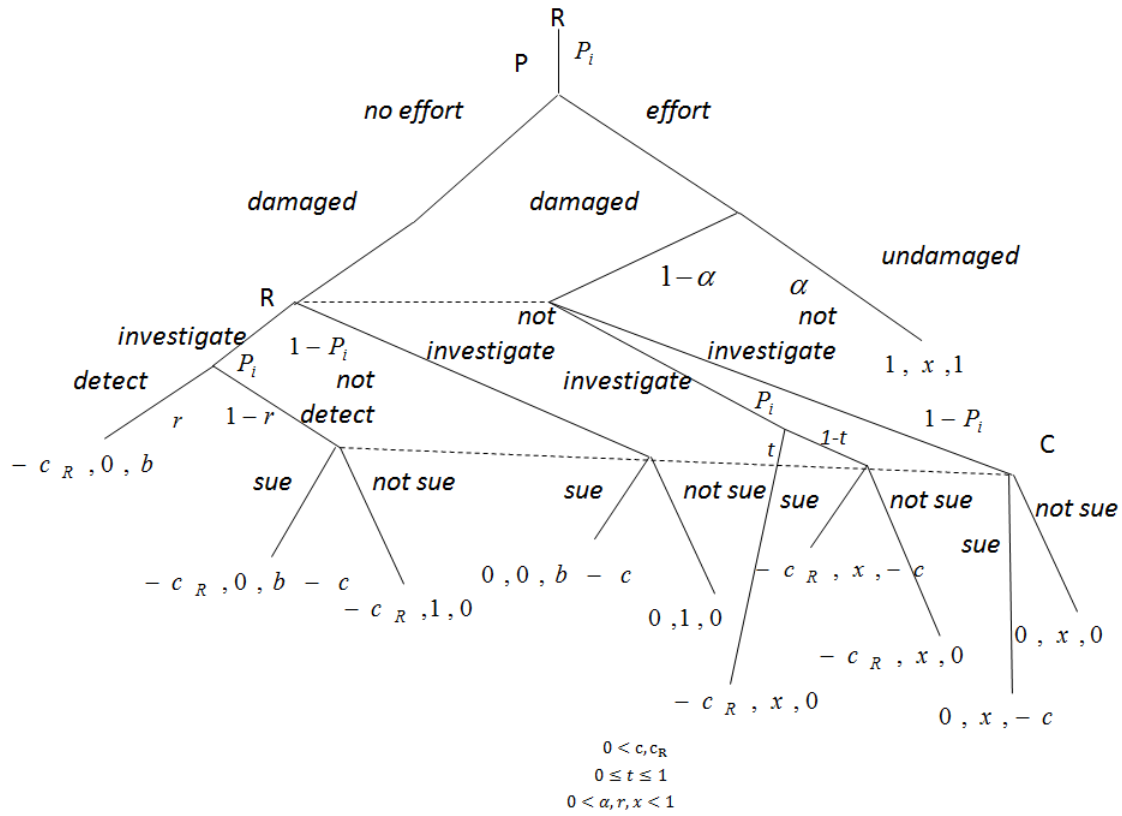 R
P_i
P
no effort
effort
damaged
damaged
undamaged
1−α
α
R
not
not
investigate
1−P_i
investigate
investigate
1 , x ,1
detect
P_i
not
investigate
P_i
1−P_i
r
1−r
detect
t
1-t
C
−c_R ,0 ,b
sue
not sue
sue
not sue
sue
not sue
not sue
sue
−c_R ,0 ,b−c
0 ,0 ,b−c
−c_R , x ,−c
−c_R ,1 ,0
0 ,1 ,0
0 , x ,0
−c_R , x ,0
−c_R , x ,0
0 , x ,−c
0 < c, c_R
0 ≤ t ≤ 1
0 < α, r, x < 1